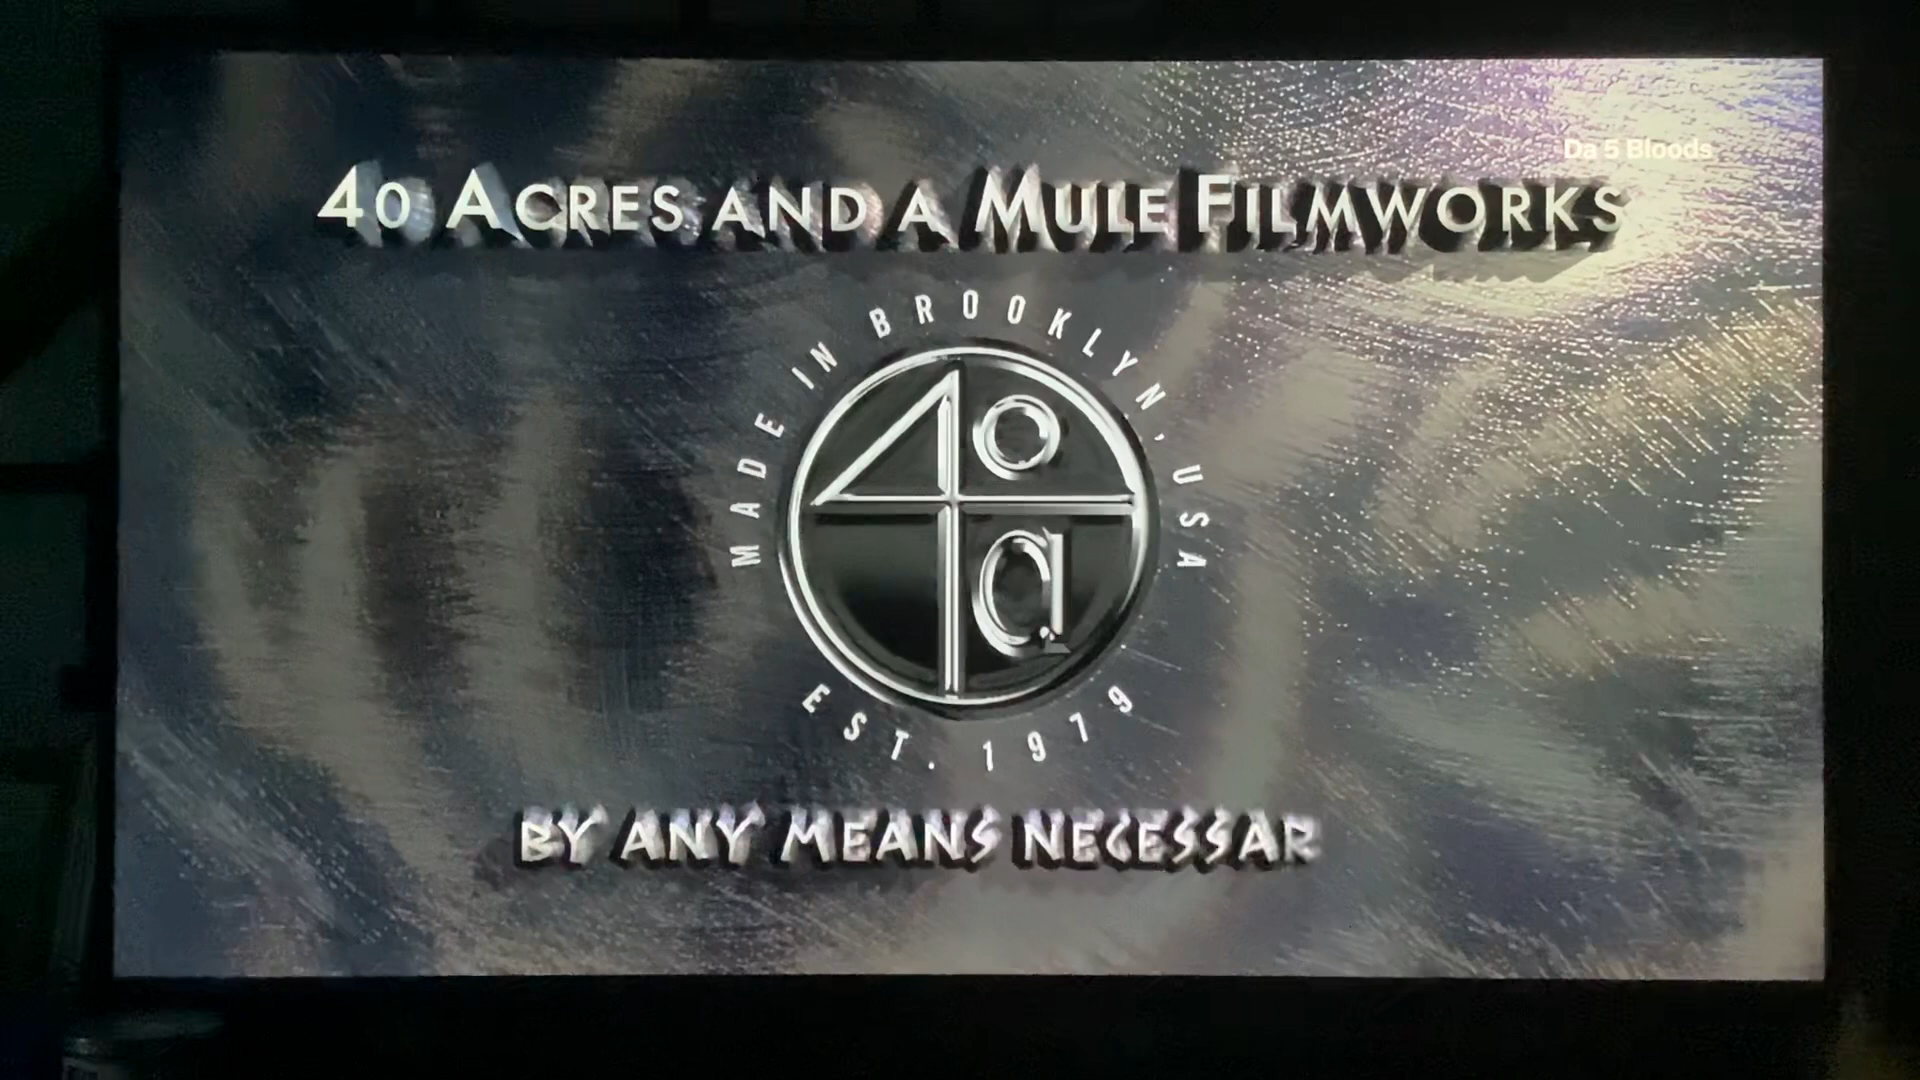 Da 5 Bloods
40 ACRES AND A MULE FILMWORKS
MADE IN BROOKLYN, USA
40
a
EST. 1979
BY ANY MEANS NECESSAR